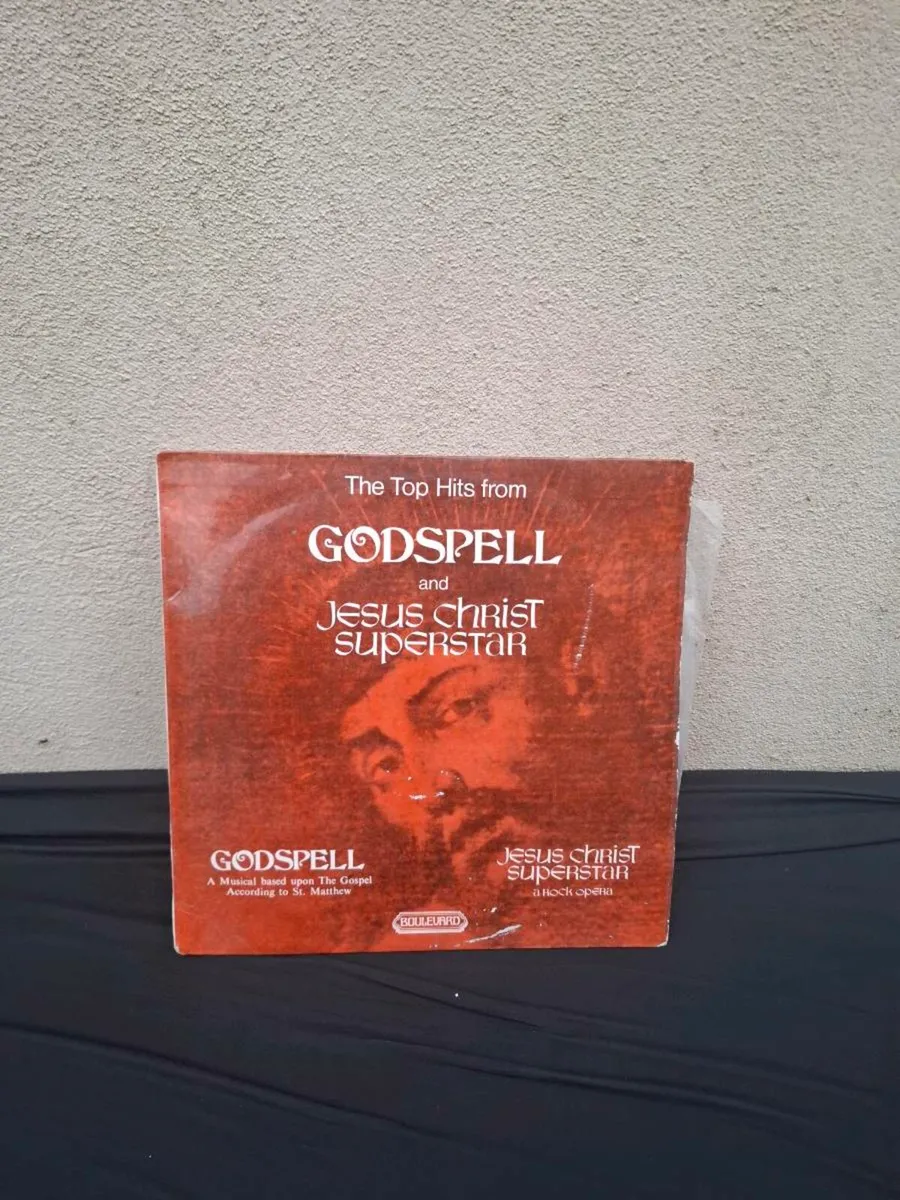 The Top Hits from
GODSPELL
and
JESUS CHRIST
SUPERSTAR
GODSPELL
A Musical based upon The Gospel
According to St. Matthew
JESUS CHRIST
SUPERSTAR
a rock opera
BOULEVARD